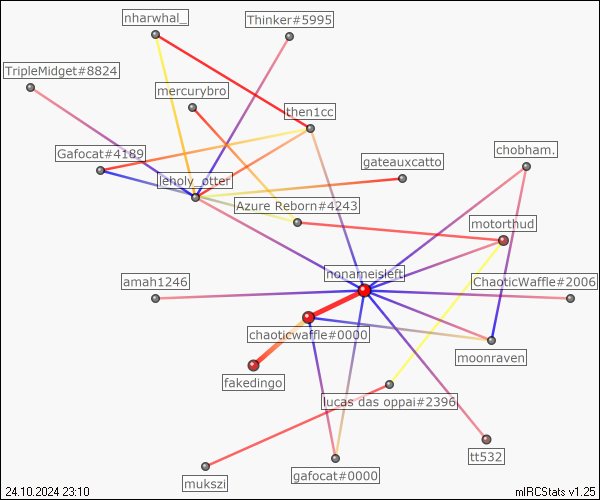 nharwhal_
Thinker#5995
TripleMidget#8824
mercurybro
then1cc
Gafocat#4189
chobham.
gateauxcatto
leholy_otter
Azure Reborn#4243
motorthud
nonameisleft
amah1246
ChaoticWaffle#2006
chaoticwaffle#0000
moonraven
fakedingo
lucas das oppai#2396
tt532
gafocat#0000
mukszi
24.10.2024 23:10
mIRCStats v1.25